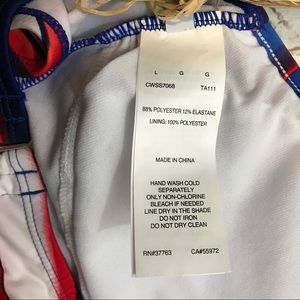 L G G
CWSS7068 TA111
88% POLYESTER 12% ELASTANE
LINING: 100% POLYESTER
MADE IN CHINA
HAND WASH COLD
SEPARATELY
ONLY NON-CHLORINE
BLEACH IF NEEDED
LINE DRY IN THE SHADE
DO NOT IRON
DO NOT DRY CLEAN
RN#37763 CA#55972